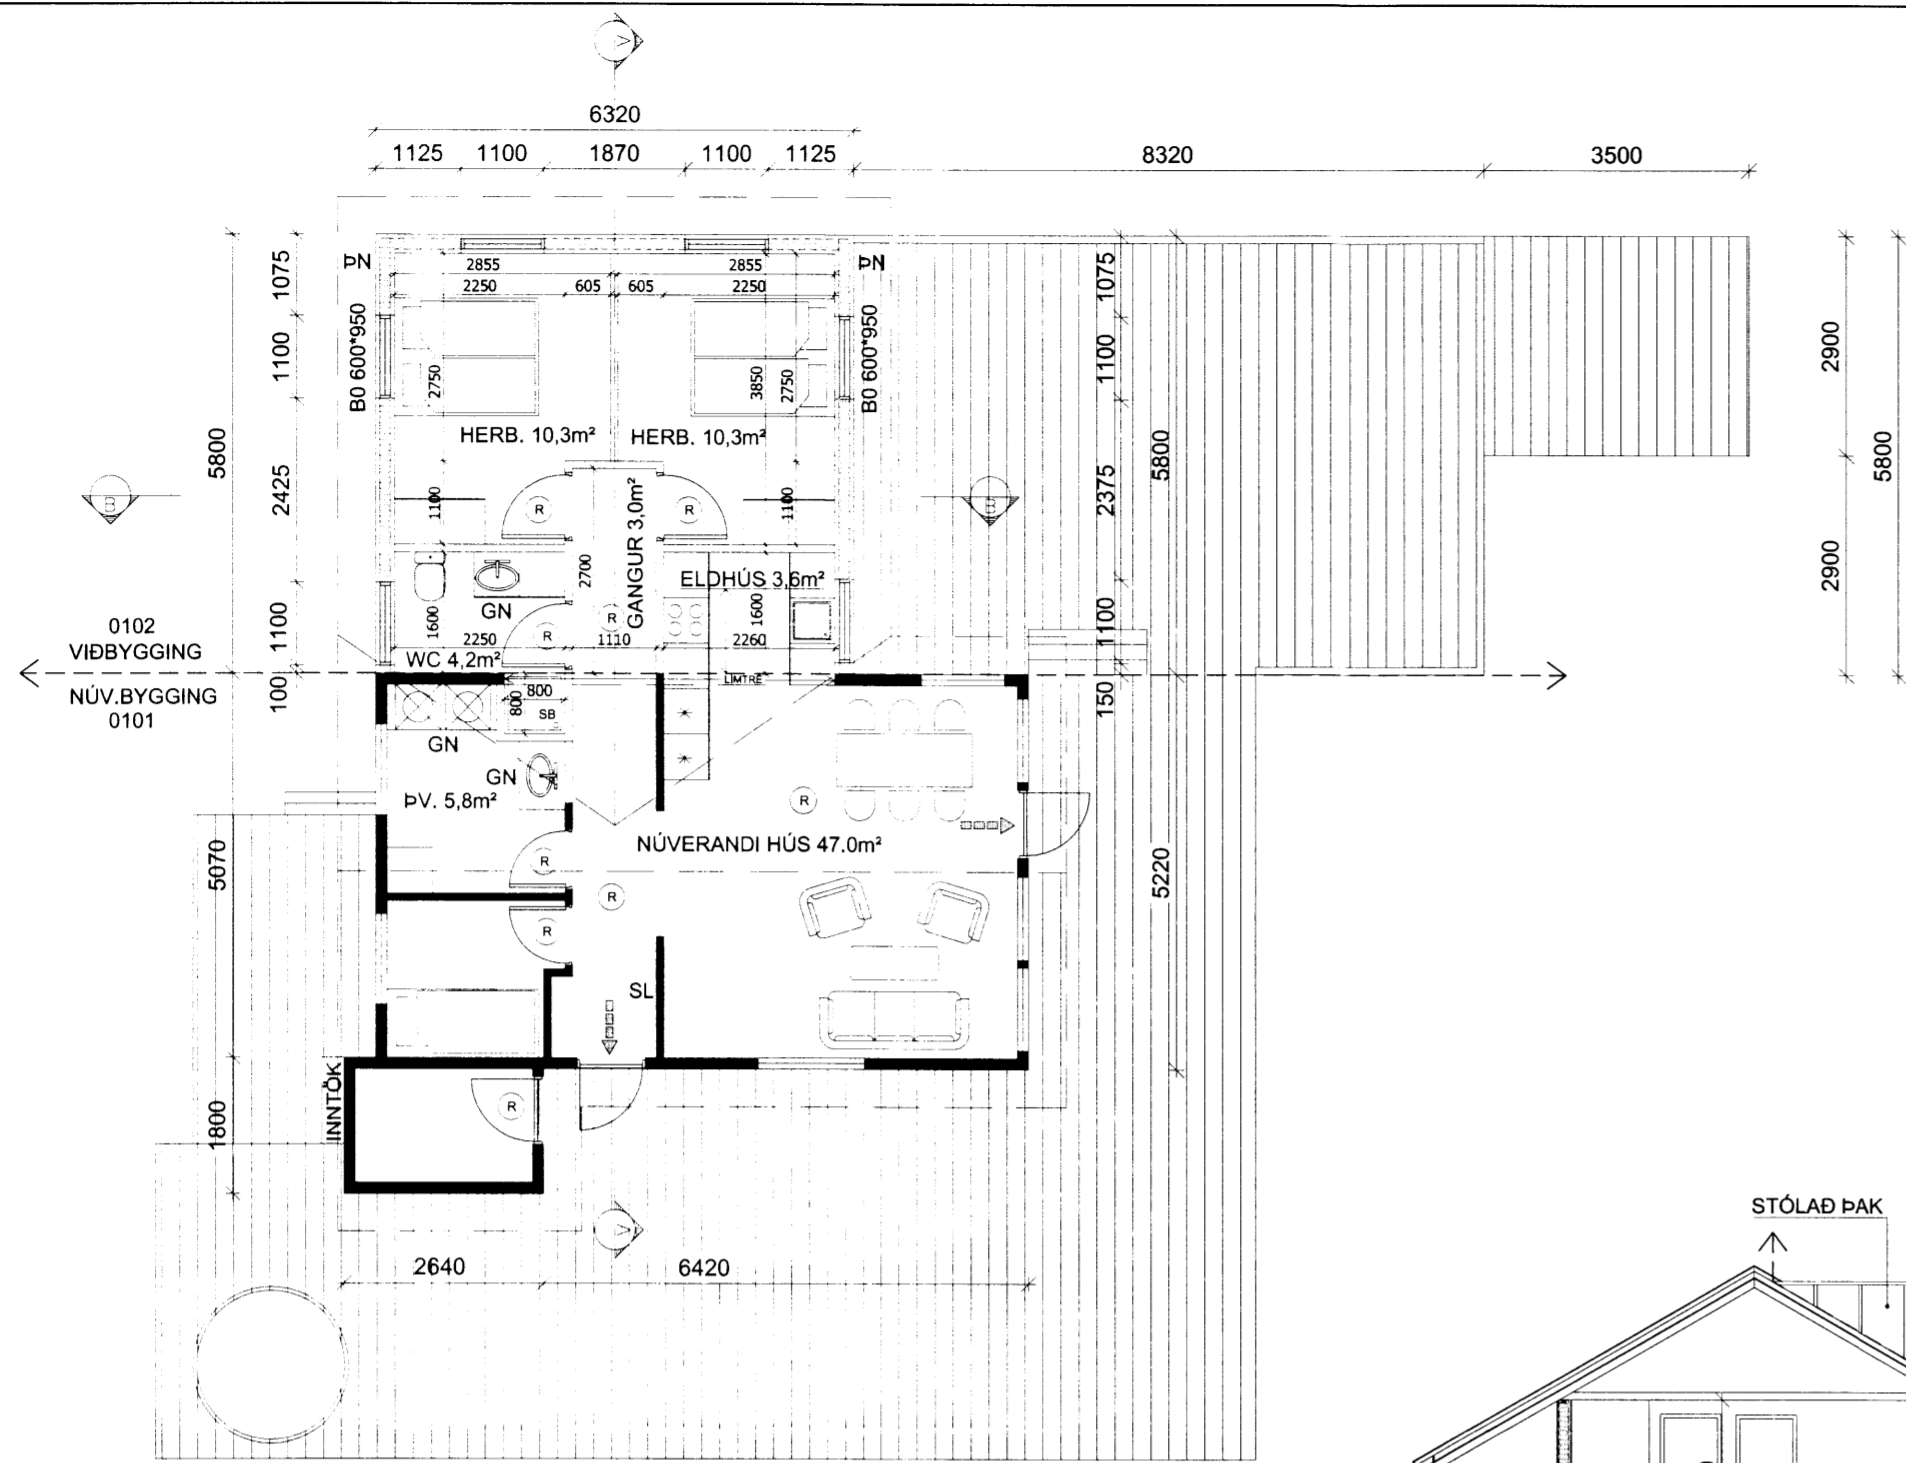 V
6320
1125 1100 1870 1100 1125
8320
3500
ÞN
ÞN
2855 2855
2250 605 605 2250
1075
1100
2425
1100
100
5800
B0 600*950
B0 600*950
2750
3850
2750
HERB. 10,3m²
HERB. 10,3m²
1075
1100
2375
1100
150
5800
2900
2900
5800
B
B
1100
1100
R
R
GANGUR 3,0m²
2700
ELDHÚS 3,6m²
GN
1600
1600
R
R
2250 1110 2260
WC 4,2m²
0102
VIÐBYGGING
NÚV.BYGGING
0101
LÍMTRÉ
800
800
SB
GN
GN
ÞV. 5,8m²
R
NÚVERANDI HÚS 47.0m²
R
R
R
5070
5220
SL
INNTÖK
R
1800
V
2640
6420
STÓLAÐ ÞAK